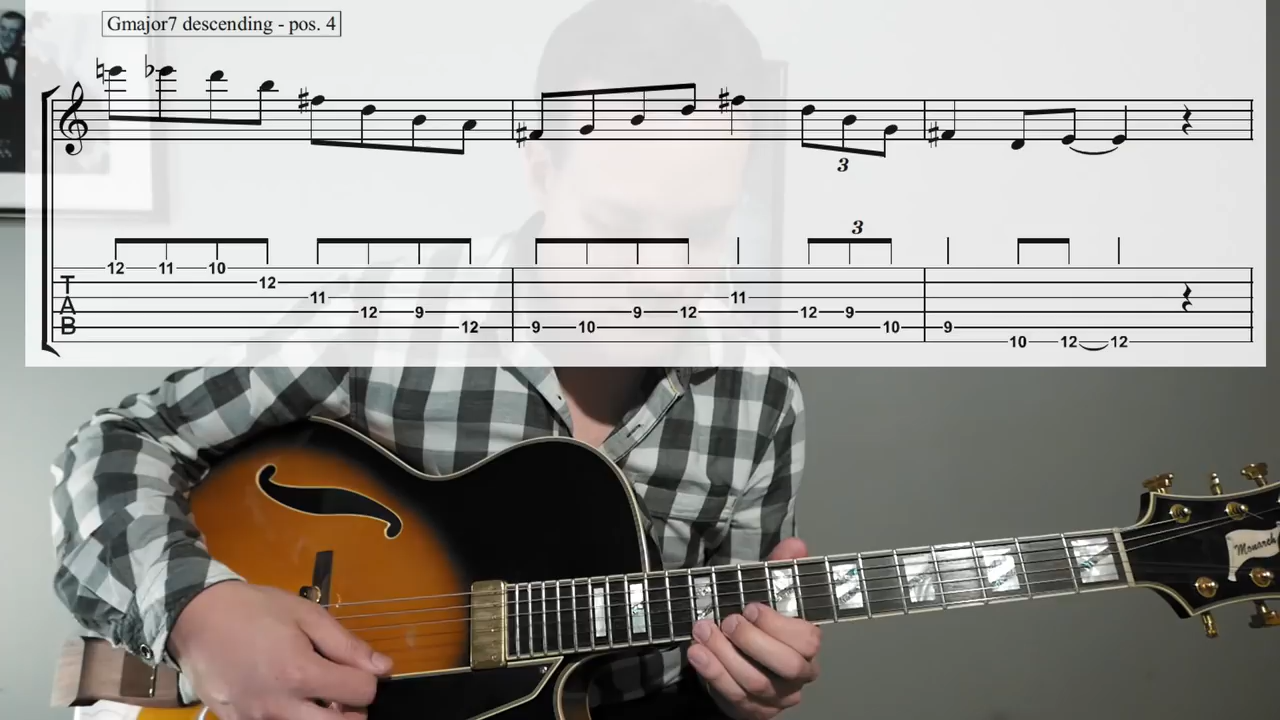 Gmajor7 descending - pos. 4
3
3
12 11 10
T 12
11 11
A 12 9 9 12 12 9
B 12 9 10 10 9
10 12 12
Monarch